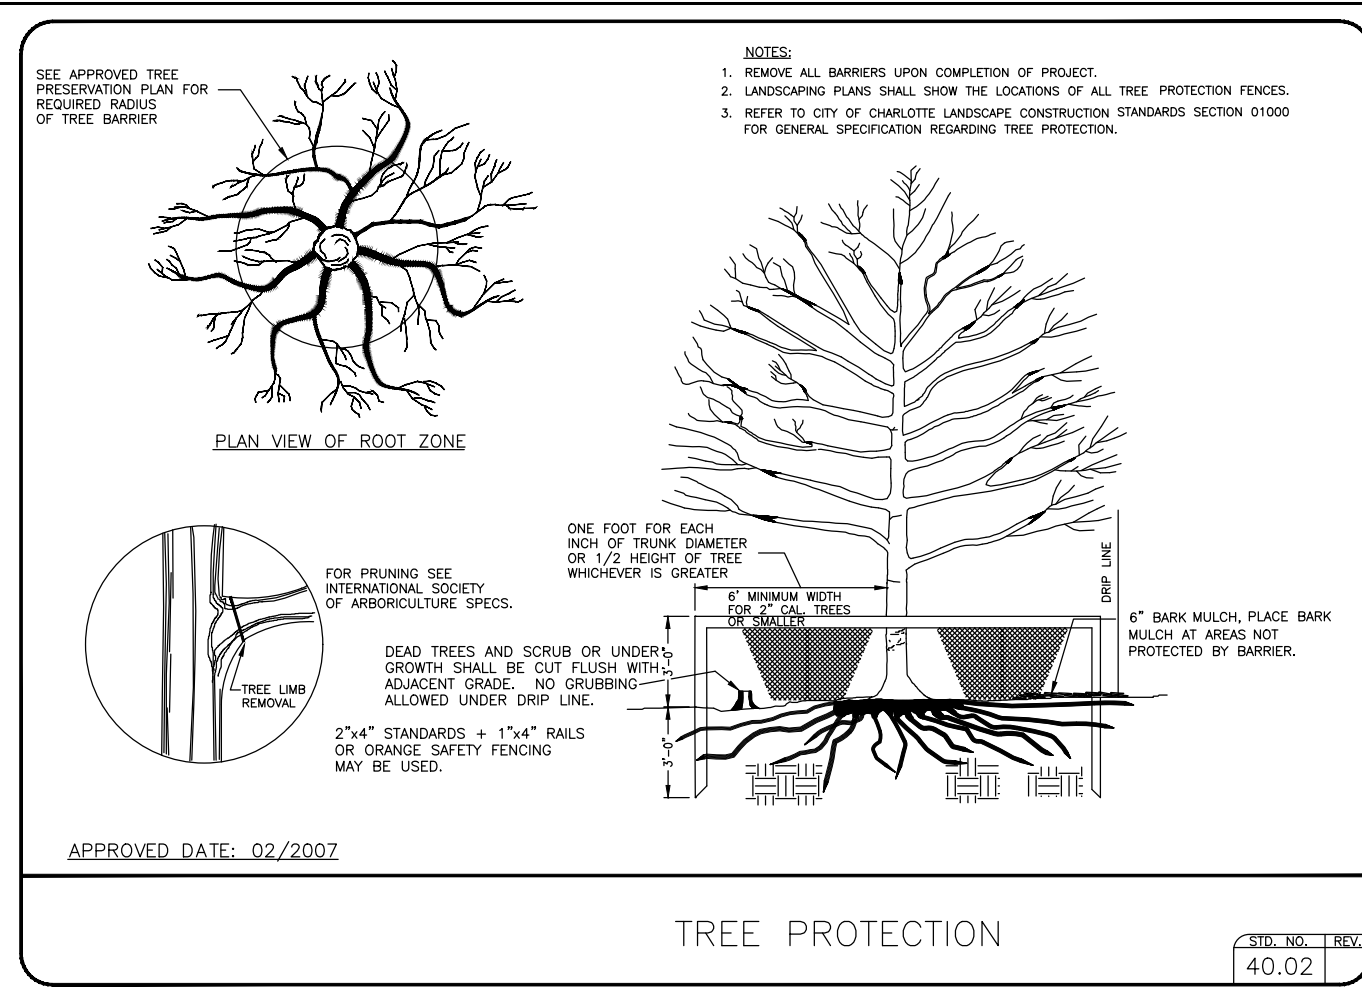 SEE APPROVED TREE
PRESERVATION PLAN FOR
REQUIRED RADIUS
OF TREE BARRIER
NOTES:
1. REMOVE ALL BARRIERS UPON COMPLETION OF PROJECT.
2. LANDSCAPING PLANS SHALL SHOW THE LOCATIONS OF ALL TREE PROTECTION FENCES.
3. REFER TO CITY OF CHARLOTTE LANDSCAPE CONSTRUCTION STANDARDS SECTION 01000
FOR GENERAL SPECIFICATION REGARDING TREE PROTECTION.
PLAN VIEW OF ROOT ZONE
ONE FOOT FOR EACH
INCH OF TRUNK DIAMETER
OR 1/2 HEIGHT OF TREE
WHICHEVER IS GREATER
6' MINIMUM WIDTH
FOR 2" CAL. TREES
OR SMALLER
DRIP LINE
6" BARK MULCH, PLACE BARK
MULCH AT AREAS NOT
PROTECTED BY BARRIER.
FOR PRUNING SEE
INTERNATIONAL SOCIETY
OF ARBORICULTURE SPECS.
TREE LIMB
REMOVAL
DEAD TREES AND SCRUB OR UNDER
GROWTH SHALL BE CUT FLUSH WITH
ADJACENT GRADE. NO GRUBBING
ALLOWED UNDER DRIP LINE.
3'-0"
3'-0"
2"x4" STANDARDS + 1"x4" RAILS
OR ORANGE SAFETY FENCING
MAY BE USED.
APPROVED DATE: 02/2007
TREE PROTECTION
STD. NO. REV.
40.02